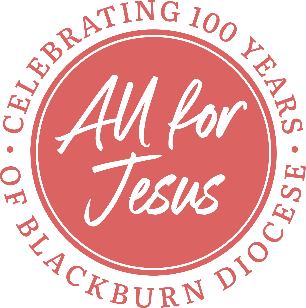 · CELEBRATING 100 YEARS ·
All for
Jesus
OF BLACKBURN DIOCESE